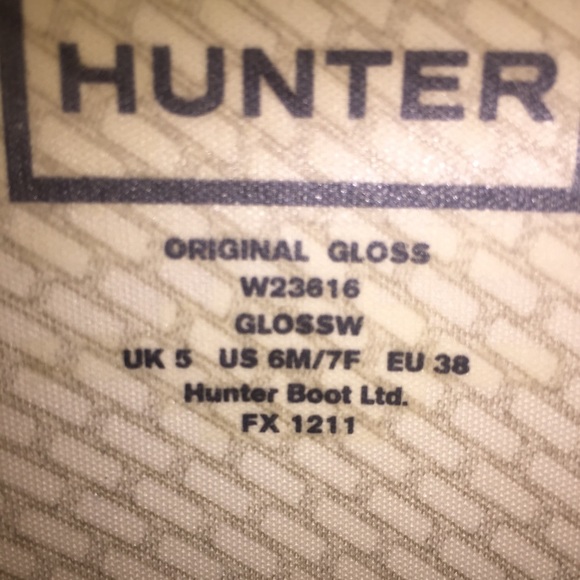 HUNTER
ORIGINAL GLOSS
W23616
GLOSSW
UK 5 US 6M/7F EU 38
Hunter Boot Ltd.
FX 1211